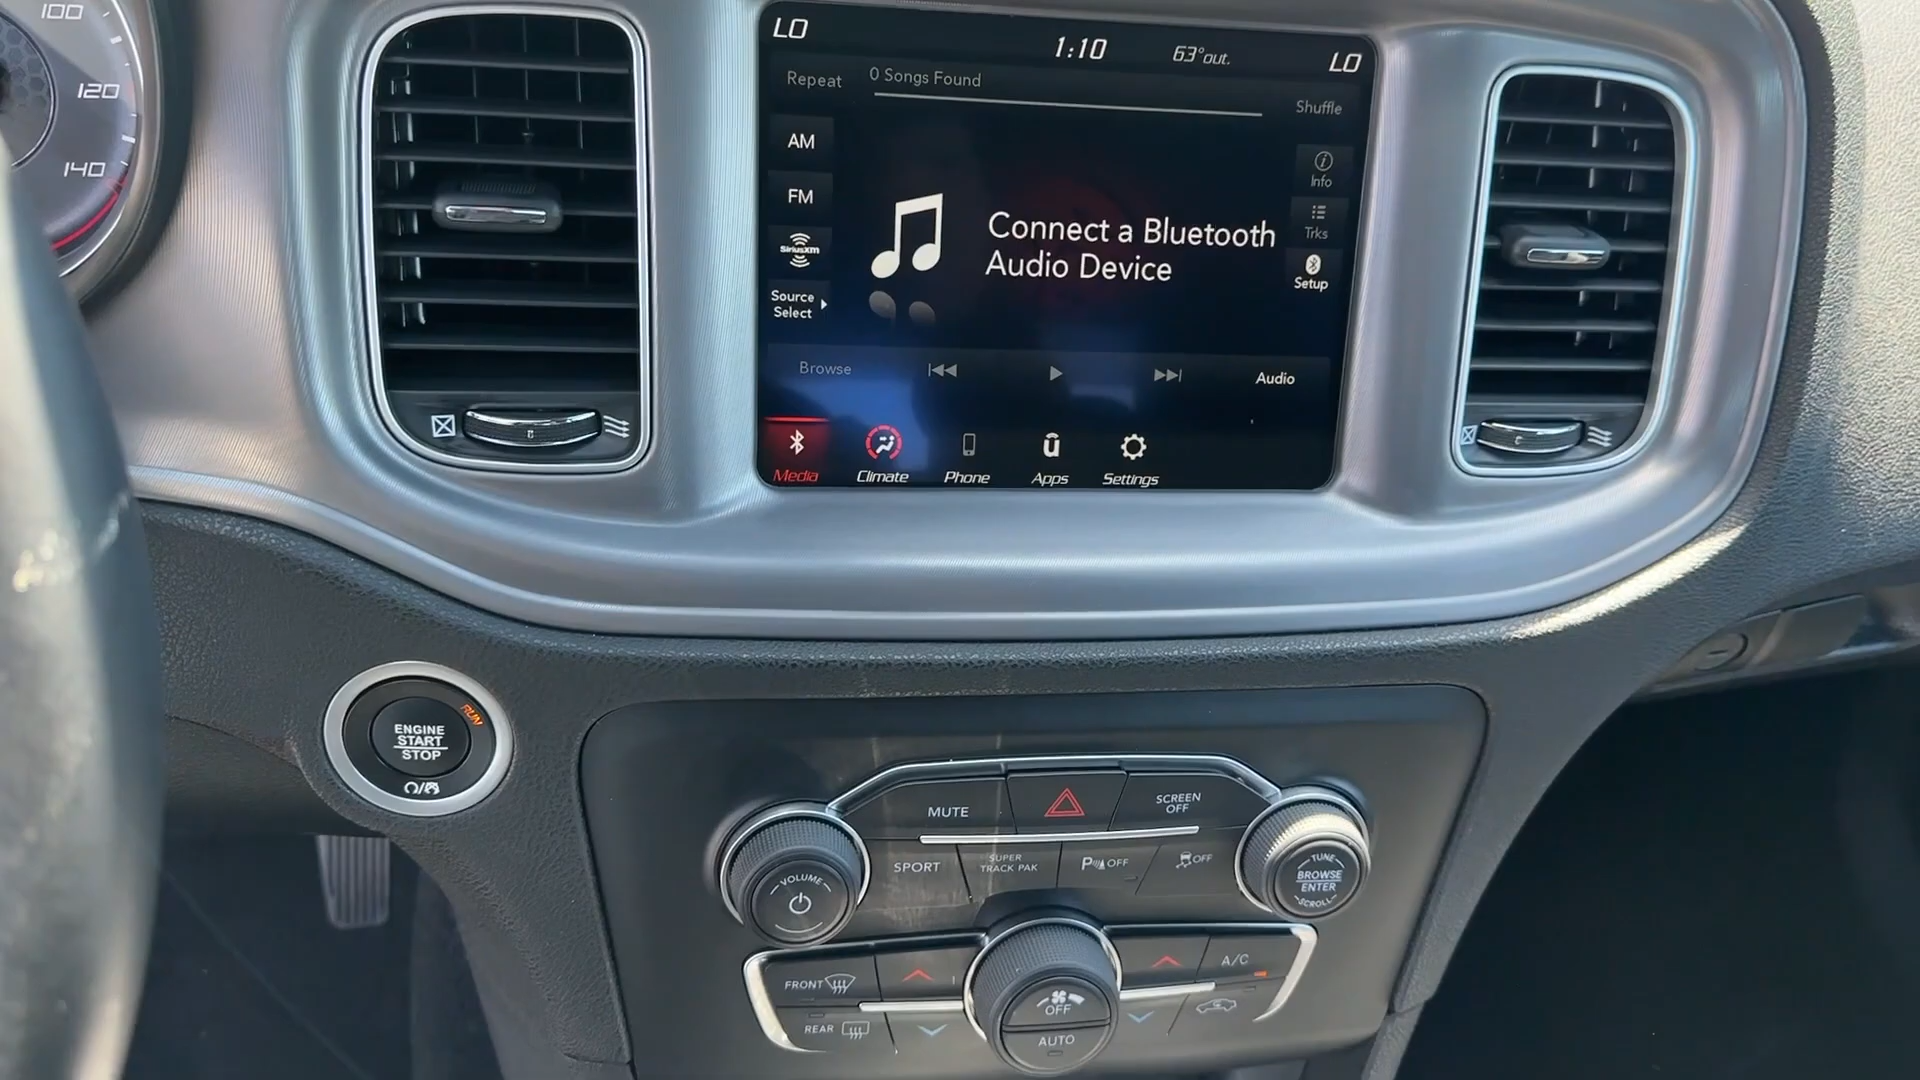 100
120
140
LO
1:10
63°out.
LO
Repeat
0 Songs Found
Shuffle
AM
FM
SiriusXM
Source
Select
Connect a Bluetooth
Audio Device
Info
Trks
Setup
Browse
Audio
Media
Climate
Phone
Apps
Settings
RUN
ENGINE
START
STOP
MUTE
SCREEN
OFF
SPORT
SUPER
TRACK PAK
P OFF
OFF
VOLUME
TUNE
BROWSE
ENTER
SCROLL
FRONT
A/C
OFF
REAR
AUTO